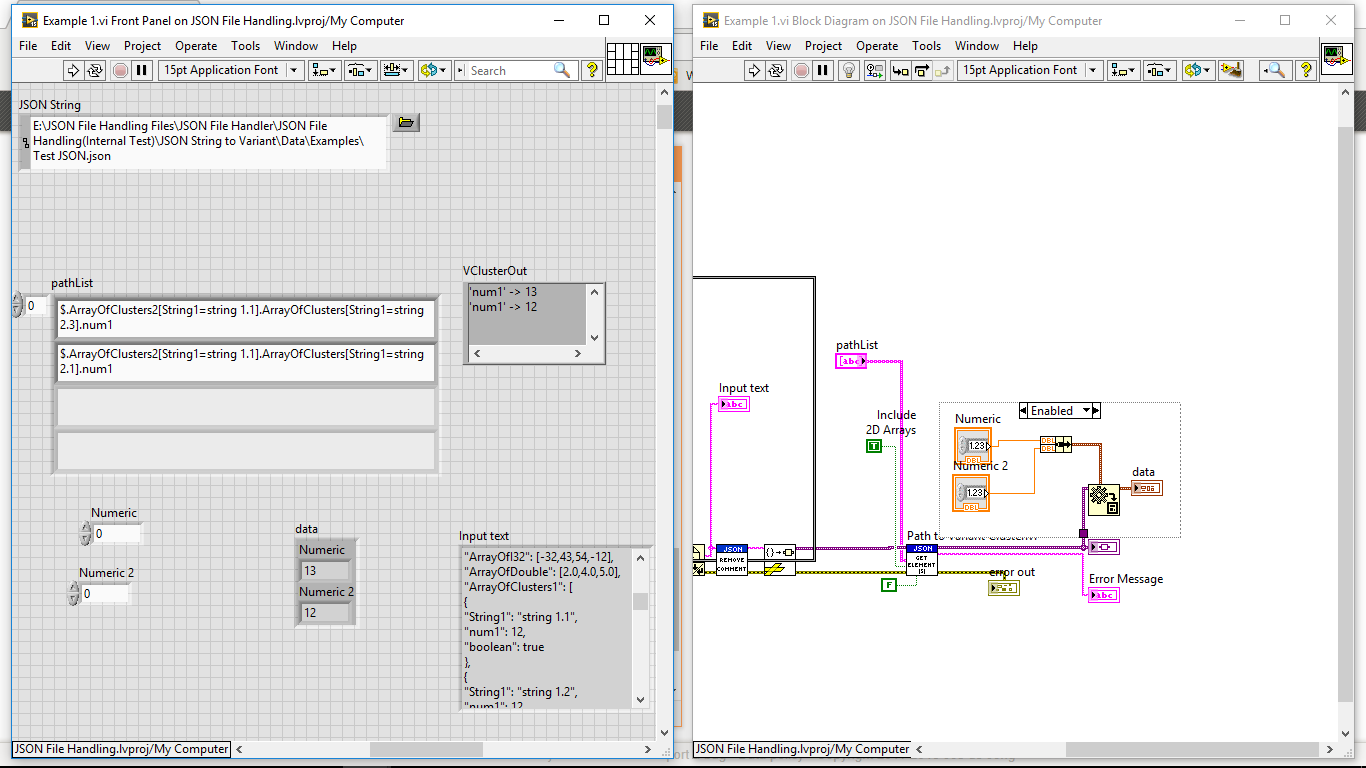 Example 1.vi Front Panel on JSON File Handling.lvproj/My Computer
File Edit View Project Operate Tools Window Help
15pt Application Font
Search
JSON String
E:\JSON File Handling Files\JSON File Handler\JSON File
Handling(Internal Test)\JSON String to Variant\Data\Examples\
Test JSON.json
pathList
0
$.ArrayOfClusters2[String1=string 1.1].ArrayOfClusters[String1=string
2.3].num1
$.ArrayOfClusters2[String1=string 1.1].ArrayOfClusters[String1=string
2.1].num1
VClusterOut
'num1' -> 13
'num1' -> 12
Numeric
0
Numeric 2
0
data
Numeric
13
Numeric 2
12
Input text
"ArrayOfI32": [-32,43,54,-12],
"ArrayOfDouble": [2.0,4.0,5.0],
"ArrayOfClusters1": [
{
"String1": "string 1.1",
"num1": 12,
"boolean": true
},
{
"String1": "string 1.2",
"num1": 12
JSON File Handling.lvproj/My Computer
Example 1.vi Block Diagram on JSON File Handling.lvproj/My Computer
File Edit View Project Operate Tools Window Help
15pt Application Font
pathList
abc
Input text
abc
Include
2D Arrays
T
Enabled
Numeric
1.23
DBL
Numeric 2
1.23
DBL
DBL
DBL
data
JSON
REMOVE
COMMENT
Path to
JSON
GET
ELEMENT
(S)
F
error out
Error Message
abc
JSON File Handling.lvproj/My Computer